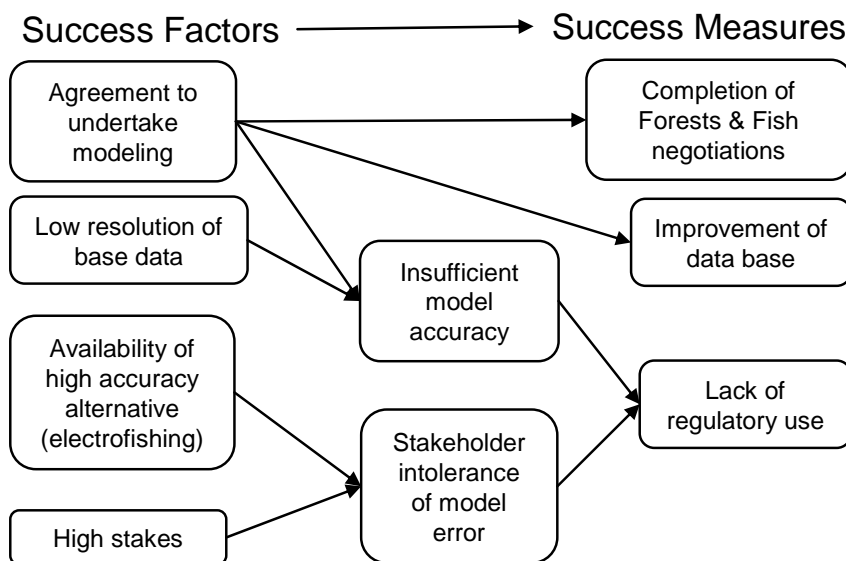 Success Factors
Success Measures
Agreement to
undertake
modeling
Completion of
Forests & Fish
negotiations
Low resolution of
base data
Improvement of
data base
Insufficient
model
accuracy
Availability of
high accuracy
alternative
(electrofishing)
Lack of
regulatory use
Stakeholder
intolerance
of model
error
High stakes